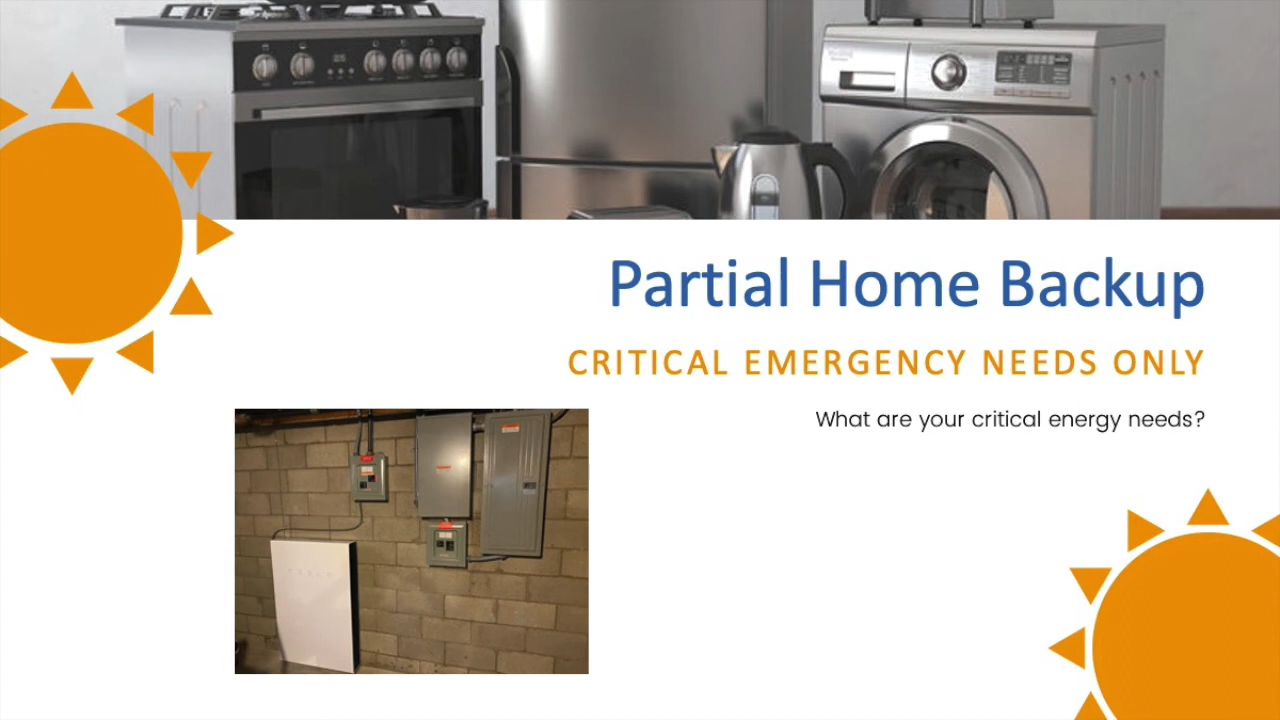 Partial Home Backup
CRITICAL EMERGENCY NEEDS ONLY
What are your critical energy needs?